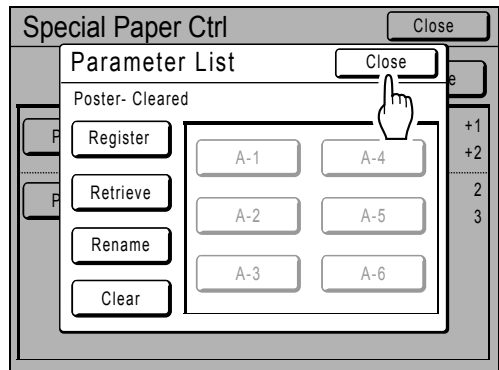 Special Paper Ctrl
Close
Parameter List
Close
e
Poster- Cleared
P
Register
A-1
A-4
+1
+2
P
Retrieve
A-2
A-5
2
3
Rename
A-3
A-6
Clear